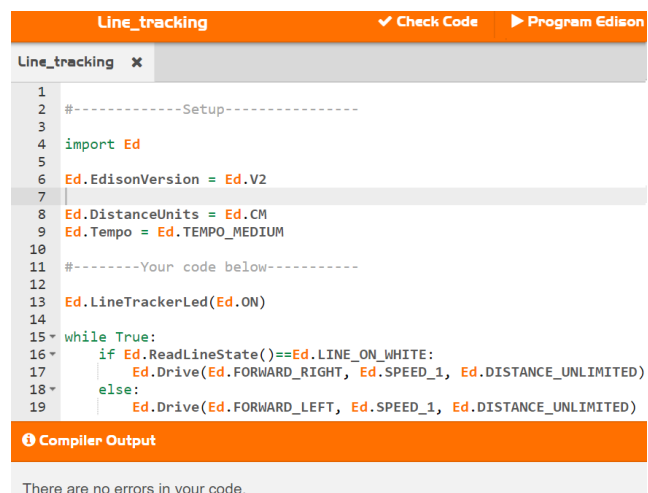 Line_tracking ✔ Check Code ▶ Program Edison
Line_tracking ✖
1
2 #-------------Setup----------------
3
4 import Ed
5
6 Ed.EdisonVersion = Ed.V2
7
8 Ed.DistanceUnits = Ed.CM
9 Ed.Tempo = Ed.TEMPO_MEDIUM
10
11 #--------Your code below-----------
12
13 Ed.LineTrackerLed(Ed.ON)
14
15 while True:
16     if Ed.ReadLineState()==Ed.LINE_ON_WHITE:
17         Ed.Drive(Ed.FORWARD_RIGHT, Ed.SPEED_1, Ed.DISTANCE_UNLIMITED)
18     else:
19         Ed.Drive(Ed.FORWARD_LEFT, Ed.SPEED_1, Ed.DISTANCE_UNLIMITED)
Compiler Output
There are no errors in your code.